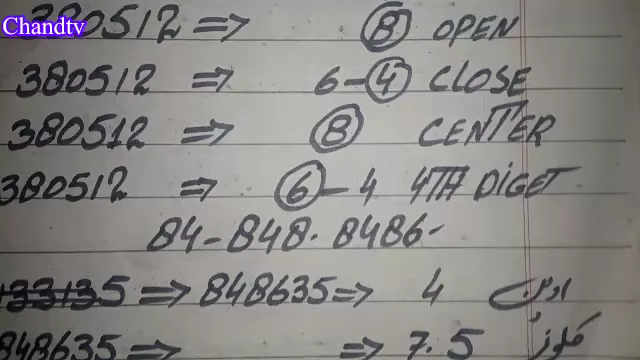 Chandtv
380512 ⇒ 8 OPEN
380512 ⇒ 6-4 CLOSE
380512 ⇒ 8 CENTER
380512 ⇒ 6-4 4TH DIGET
84-848. 8486-
133135 ⇒ 848635 ⇒ 4 اوپن
848635 ⇒ ⇒ 7.5 کلوز